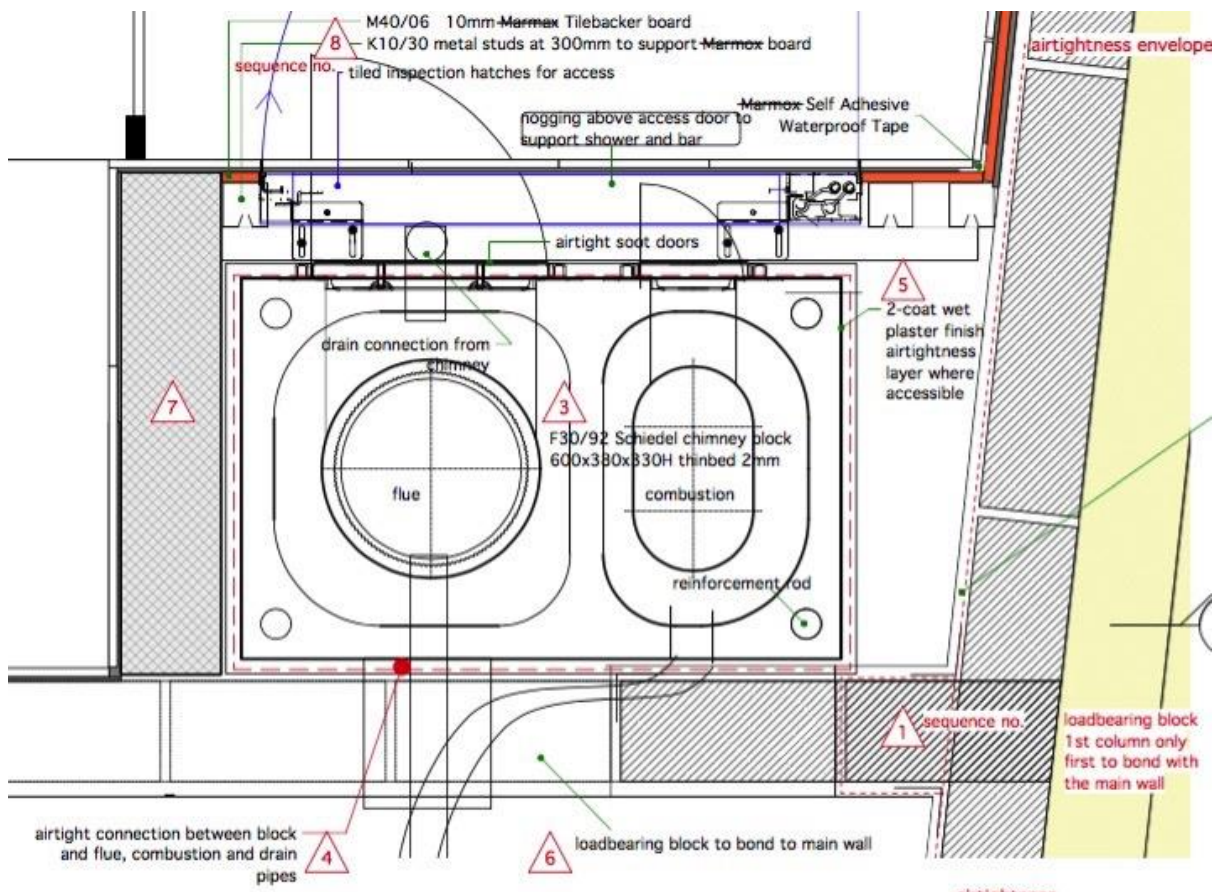 M40/06 10mm Marmax Tilebacker board
8
K10/30 metal studs at 300mm to support Marmox board
sequence no.
tiled inspection hatches for access
airtightness envelope
nogging above access door to
support shower and bar
Marmox Self Adhesive
Waterproof Tape
airtight soot doors
5
2-coat wet
plaster finish
airtightness
layer where
accessible
drain connection from
chimney
7
3
F30/92 Schiedel chimney block
600x380x330H thinbed 2mm
flue
combustion
reinforcement rod
1
sequence no.
loadbearing block
1st column only
first to bond with
the main wall
airtight connection between block
and flue, combustion and drain
pipes
4
6
loadbearing block to bond to main wall